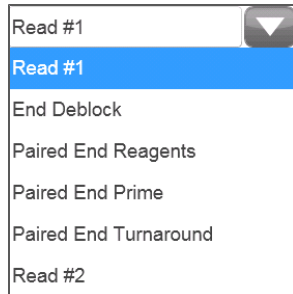 Read #1
Read #1
End Deblock
Paired End Reagents
Paired End Prime
Paired End Turnaround
Read #2